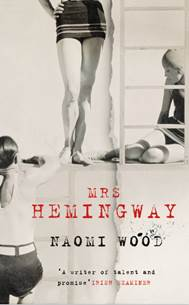 MRS
HEMINGWAY
NAOMI WOOD
'A writer of talent and
promise' IRISH EXAMINER